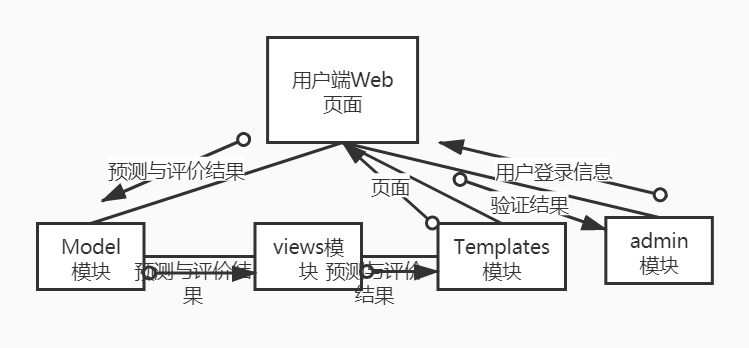 用户端Web
页面
预测与评价结果
用户登录信息
页面
验证结果
Model
模块
views模
块
Templates
模块
admin
模块
预测与评价结
果
预测与评价
结果